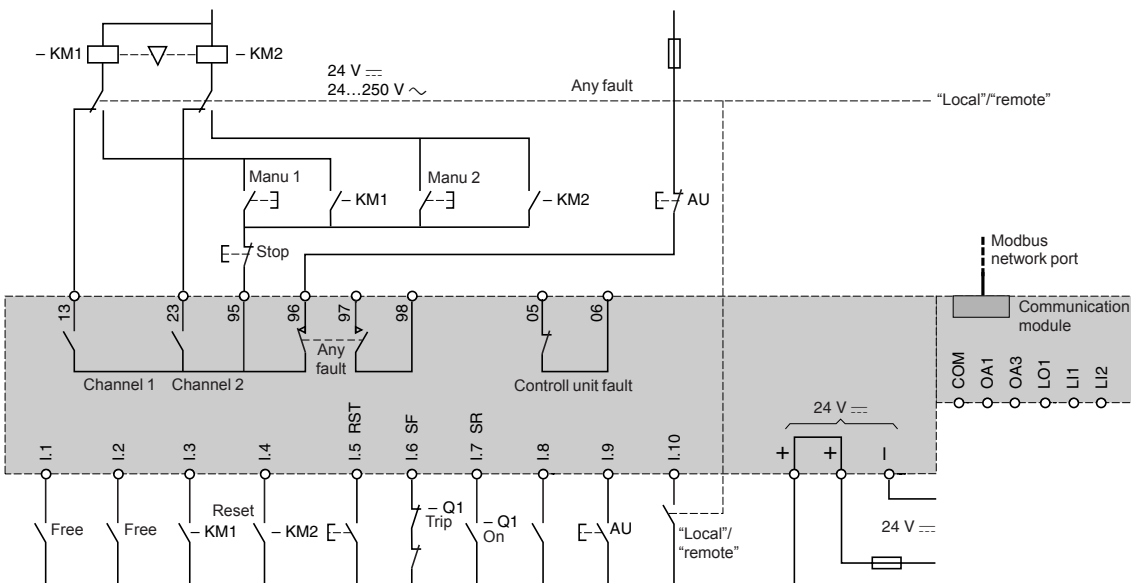 – KM1
– KM2
24 V
24...250 V
Any fault
“Local”/“remote”
Manu 1
– KM1
Manu 2
– KM2
AU
Stop
Modbus
network port
13
23
95
96
97
98
05
06
Communication
module
Any
fault
Channel 1
Channel 2
Controll unit fault
COM
OA1
OA3
LO1
LI1
LI2
24 V
I.1
I.2
I.3
I.4
I.5 RST
I.6 SF
I.7 SR
I.8
I.9
I.10
+
+
–
Free
Free
– KM1
Reset
– KM2
– Q1
Trip
– Q1
On
AU
“Local”/
“remote”
24 V